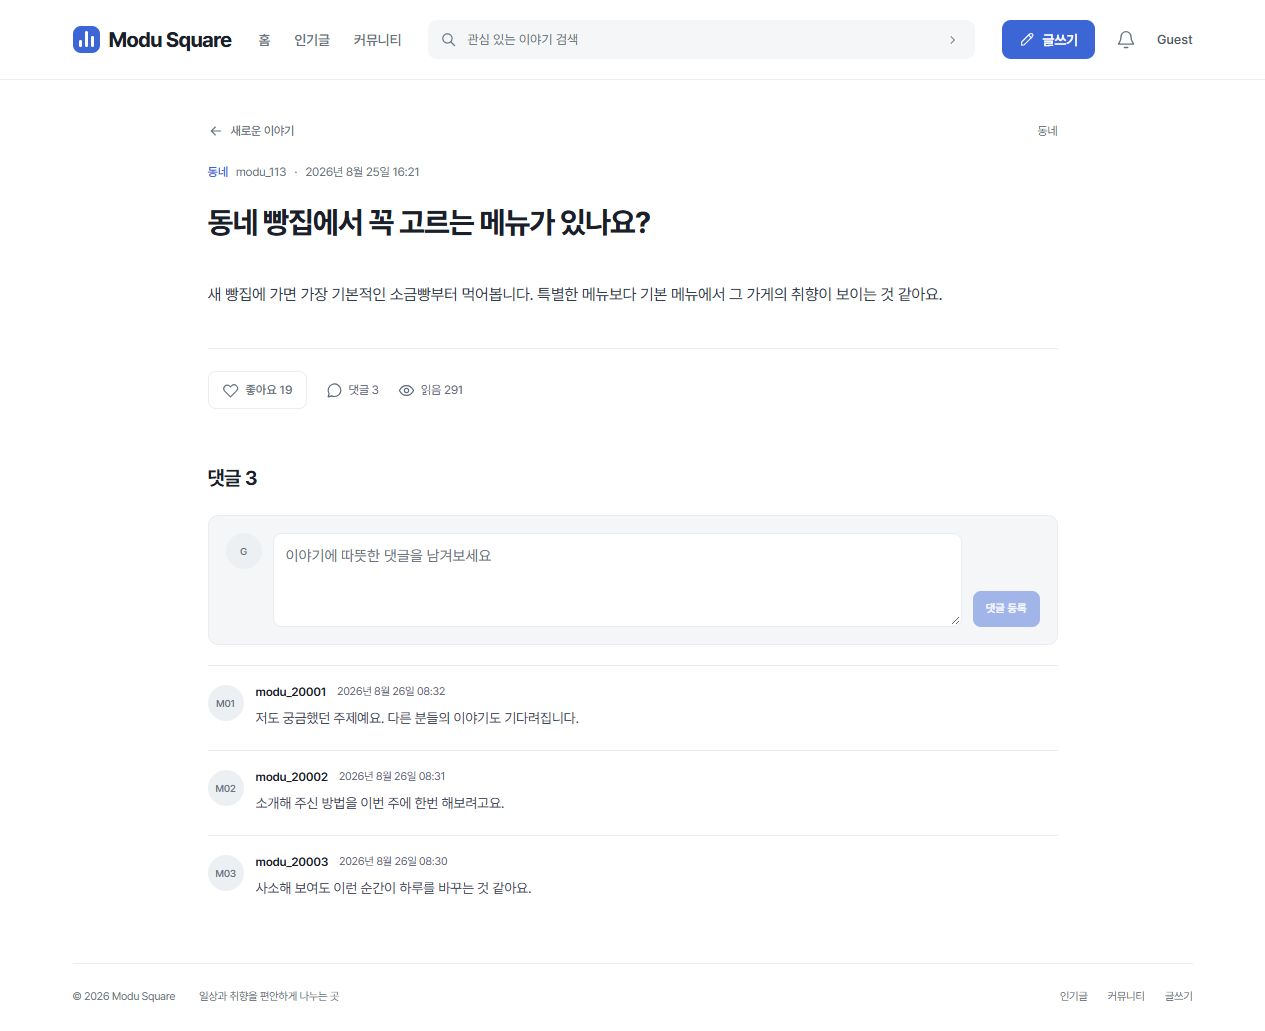 Modu Square 홈 인기글 커뮤니티 관심 있는 이야기 검색 글쓰기 Guest
새로운 이야기 동네
동네 modu_113 · 2026년 8월 25일 16:21
동네 빵집에서 꼭 고르는 메뉴가 있나요?
새 빵집에 가면 가장 기본적인 소금빵부터 먹어봅니다. 특별한 메뉴보다 기본 메뉴에서 그 가게의 취향이 보이는 것 같아요.
좋아요 19 댓글 3 읽음 291
댓글 3
G 이야기에 따뜻한 댓글을 남겨보세요
댓글 등록
modu_20001 2026년 8월 26일 08:32
M01
저도 궁금했던 주제예요. 다른 분들의 이야기도 기다려집니다.
modu_20002 2026년 8월 26일 08:31
M02
소개해 주신 방법을 이번 주에 한번 해보려고요.
modu_20003 2026년 8월 26일 08:30
M03
사소해 보여도 이런 순간이 하루를 바꾸는 것 같아요.
© 2026 Modu Square 일상과 취향을 편안하게 나누는 곳 인기글 커뮤니티 글쓰기